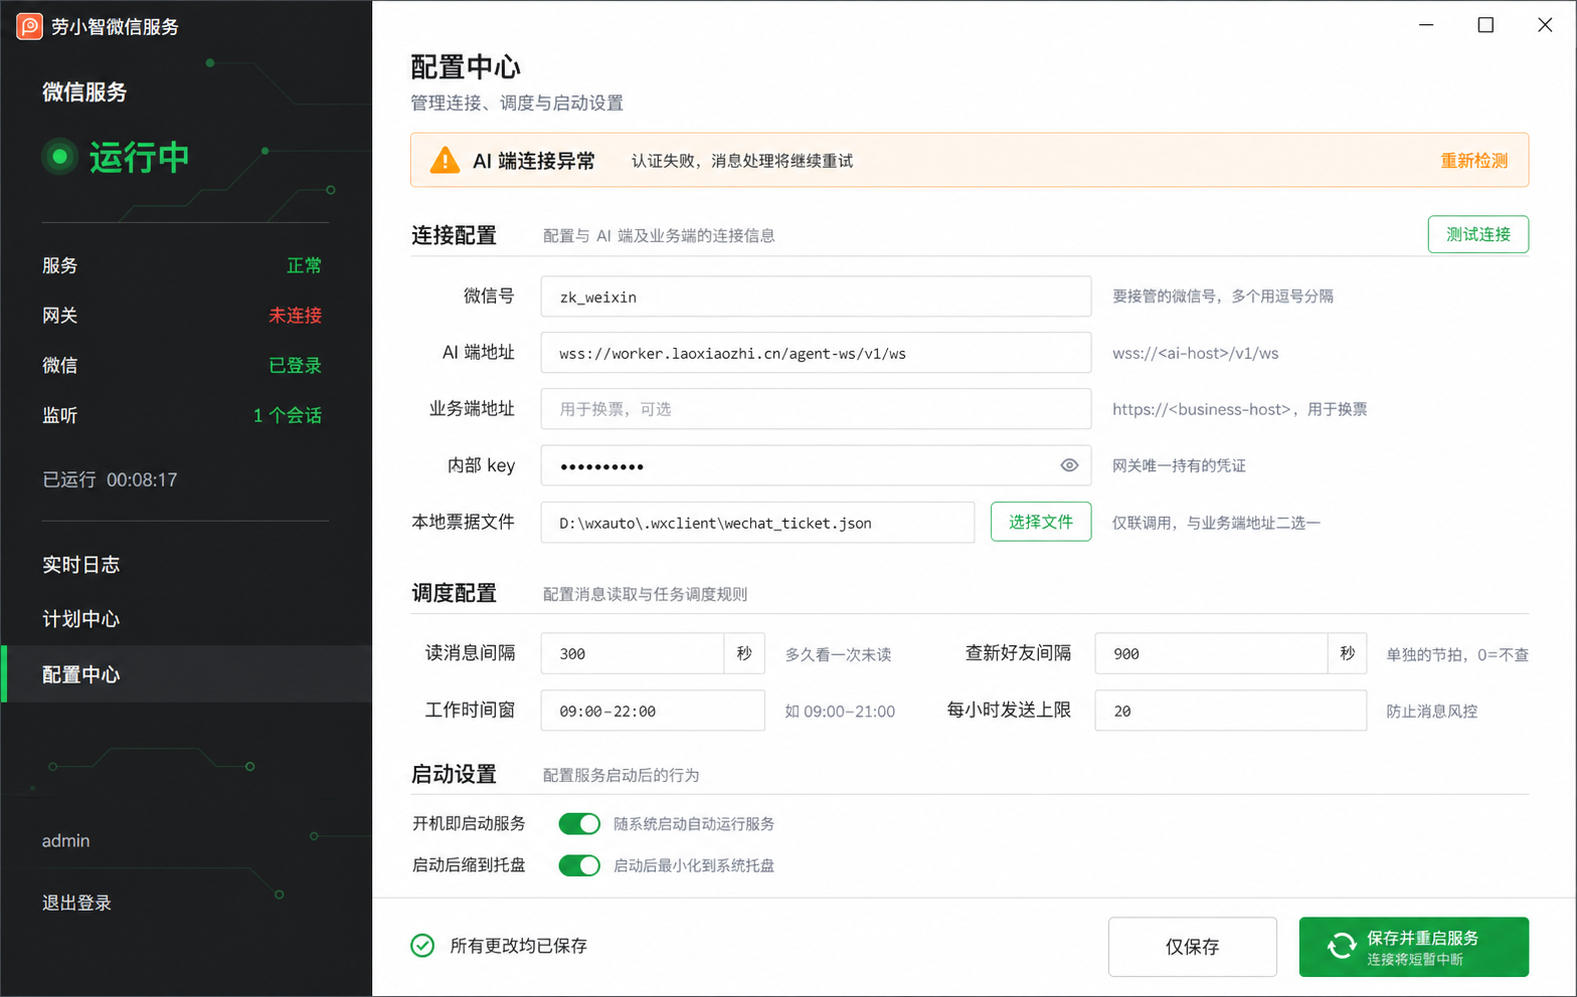 劳小智微信服务
微信服务
运行中
服务 正常
网关 未连接
微信 已登录
监听 1 个会话
已运行 00:08:17
实时日志
计划中心
配置中心
admin
退出登录
配置中心
管理连接、调度与启动设置
AI 端连接异常 认证失败，消息处理将继续重试 重新检测
连接配置 配置与 AI 端及业务端的连接信息 测试连接
微信号 zk_weixin 要接管的微信号，多个用逗号分隔
AI 端地址 wss://worker.laoxiaozhi.cn/agent-ws/v1/ws wss://<ai-host>/v1/ws
业务端地址 用于换票，可选 https://<business-host>，用于换票
内部 key •••••••••• 网关唯一持有的凭证
本地票据文件 D:\wxauto\.wxclient\wechat_ticket.json 选择文件 仅联调用，与业务端地址二选一
调度配置 配置消息读取与任务调度规则
读消息间隔 300 秒 多久看一次未读 查新好友间隔 900 秒 单独的节拍，0=不查
工作时间窗 09:00-22:00 如 09:00-21:00 每小时发送上限 20 防止消息风控
启动设置 配置服务启动后的行为
开机即启动服务 随系统启动自动运行服务
启动后缩到托盘 启动后最小化到系统托盘
所有更改均已保存 仅保存 保存并重启服务
连接将短暂中断